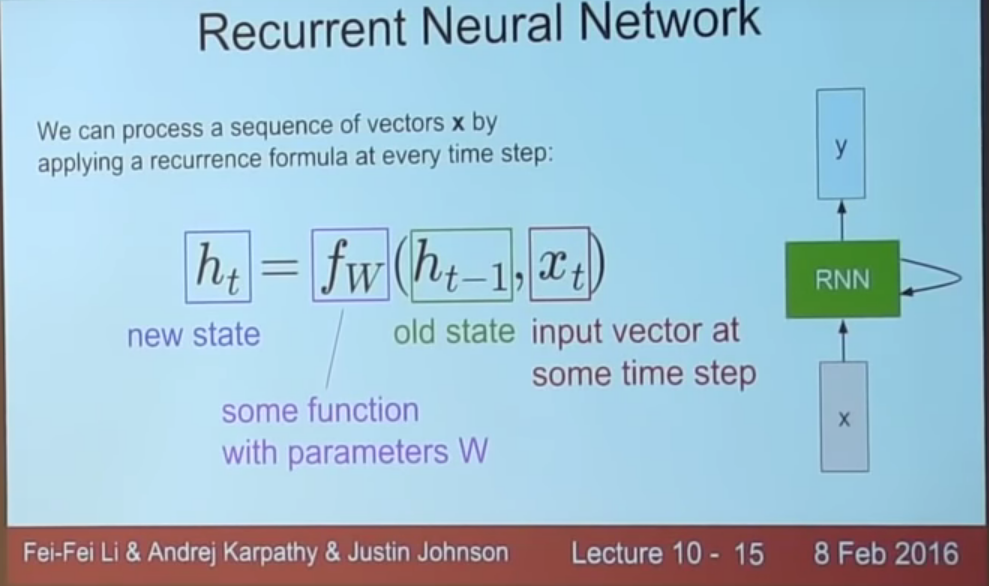 Recurrent Neural Network
We can process a sequence of vectors x by
applying a recurrence formula at every time step:
h_t = f_W(h_{t-1}, x_t)
new state
old state
input vector at
some time step
some function
with parameters W
y
RNN
x
Fei-Fei Li & Andrej Karpathy & Justin Johnson
Lecture 10 - 15
8 Feb 2016